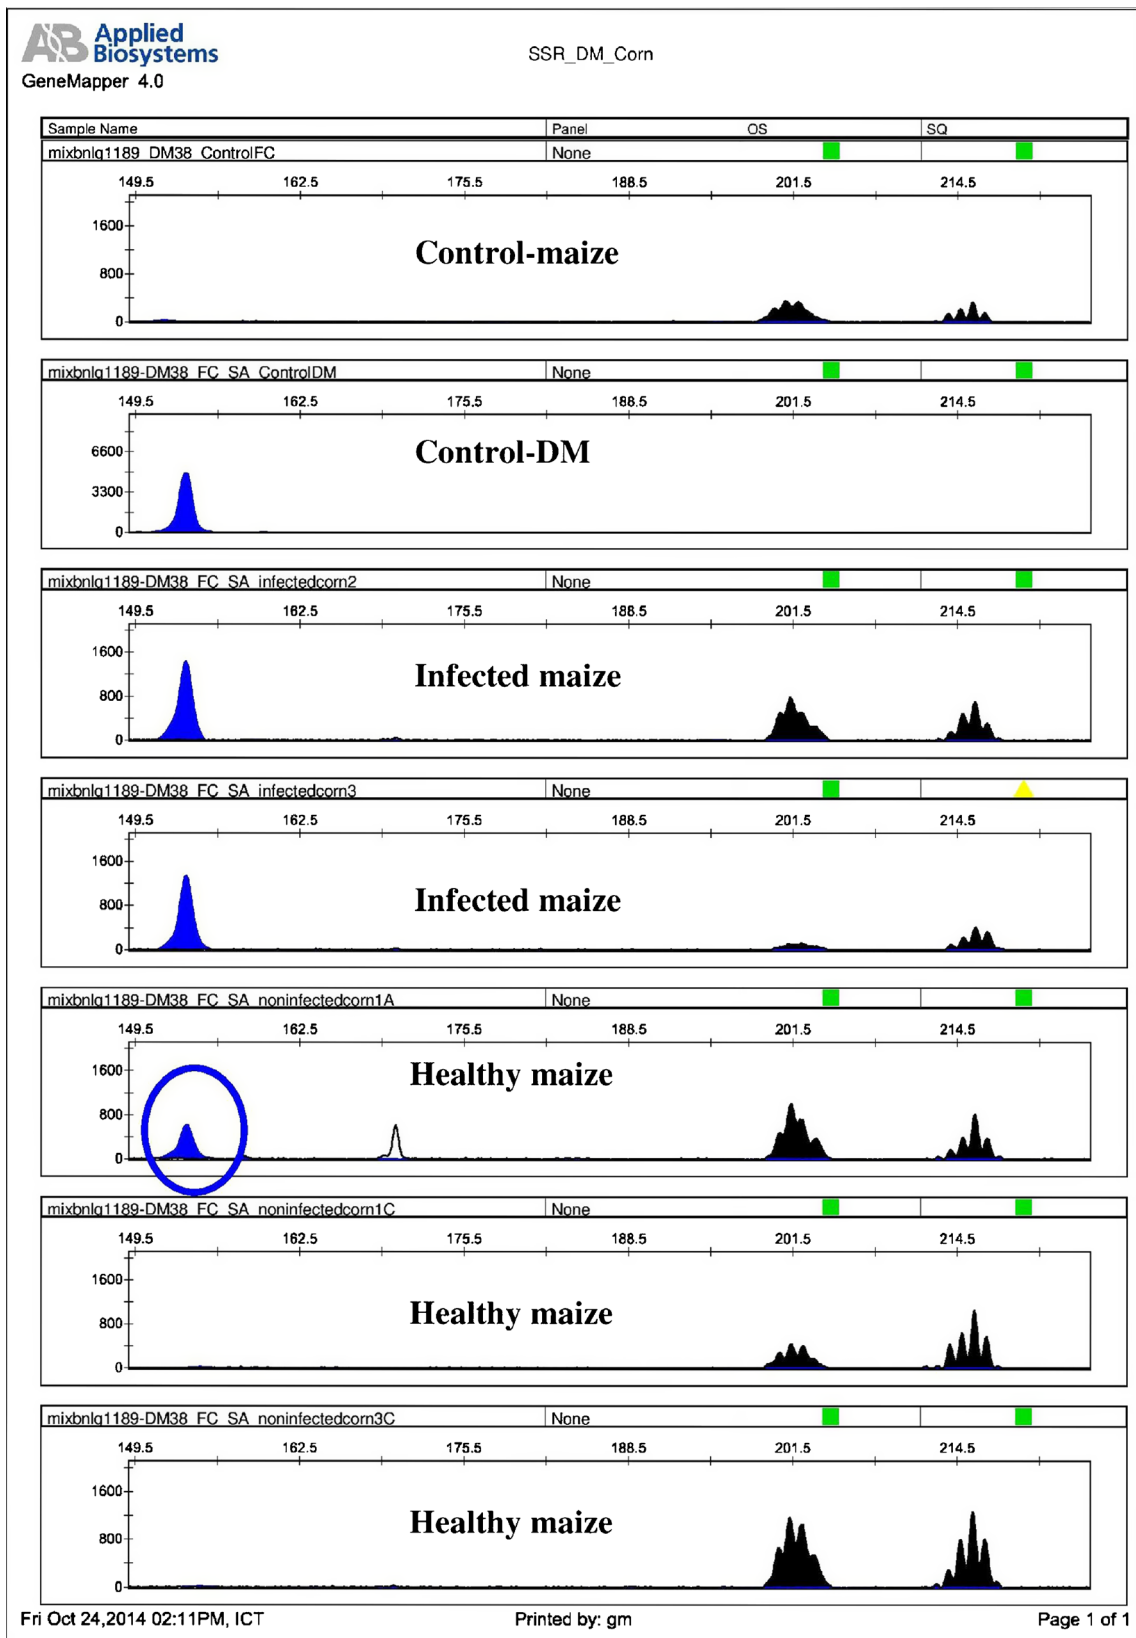 AB Applied
Biosystems
GeneMapper 4.0
SSR_DM_Corn
Sample Name Panel OS SQ
mixbnlg1189_DM38_ControlFC None
149.5 162.5 175.5 188.5 201.5 214.5
1600
Control-maize
800
0
mixbnlg1189-DM38_FC_SA_ControlDM None
149.5 162.5 175.5 188.5 201.5 214.5
6600
Control-DM
3300
0
mixbnlg1189-DM38_FC_SA_infectedcorn2 None
149.5 162.5 175.5 188.5 201.5 214.5
1600
Infected maize
800
0
mixbnlg1189-DM38_FC_SA_infectedcorn3 None
149.5 162.5 175.5 188.5 201.5 214.5
1600
Infected maize
800
0
mixbnlg1189-DM38_FC_SA_noninfectedcorn1A None
149.5 162.5 175.5 188.5 201.5 214.5
1600
Healthy maize
800
0
mixbnlg1189-DM38_FC_SA_noninfectedcorn1C None
149.5 162.5 175.5 188.5 201.5 214.5
1600
Healthy maize
800
0
mixbnlg1189-DM38_FC_SA_noninfectedcorn3C None
149.5 162.5 175.5 188.5 201.5 214.5
1600
Healthy maize
800
0
Fri Oct 24,2014 02:11PM, ICT Printed by: gm Page 1 of 1